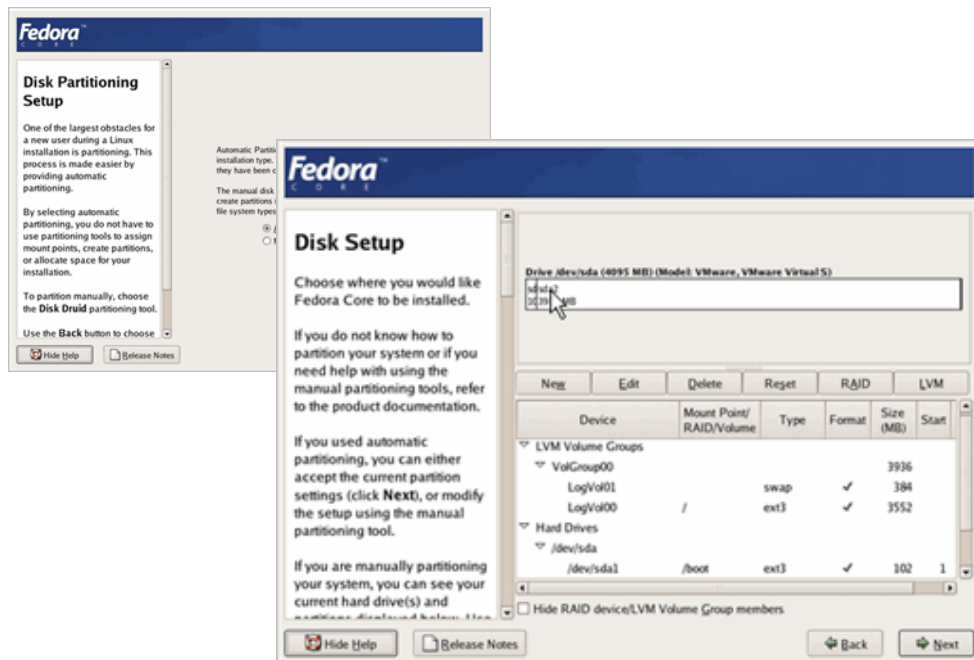 Fedora™
CORE
Disk Partitioning
Setup
One of the largest obstacles for
a new user during a Linux
installation is partitioning. This
process is made easier by
providing automatic
partitioning.
By selecting automatic
partitioning, you do not have to
use partitioning tools to assign
mount points, create partitions,
or allocate space for your
installation.
To partition manually, choose
the Disk Druid partitioning tool.
Use the Back button to choose
Hide Help
Release Notes
Automatic
installation type.
they have been
The manual disk
create partitions
file system types
Fedora™
CORE
Disk Setup
Choose where you would like
Fedora Core to be installed.
If you do not know how to
partition your system or if you
need help with using the
manual partitioning tools, refer
to the product documentation.
If you used automatic
partitioning, you can either
accept the current partition
settings (click Next), or modify
the setup using the manual
partitioning tool.
If you are manually partitioning
your system, you can see your
current hard drive(s) and
Drive /dev/sda (4095 MB) (Model: VMware, VMware Virtual S)
MB
New Edit Delete Reset RAID LVM
Device Mount Point/ RAID/Volume Type Format Size (MB) Start
LVM Volume Groups
VolGroup00 3936
LogVol01 swap ✓ 384
LogVol00 / ext3 ✓ 3552
Hard Drives
/dev/sda
/dev/sda1 /boot ext3 ✓ 102 1
Hide RAID device/LVM Volume Group members
Hide Help
Release Notes
Back
Next